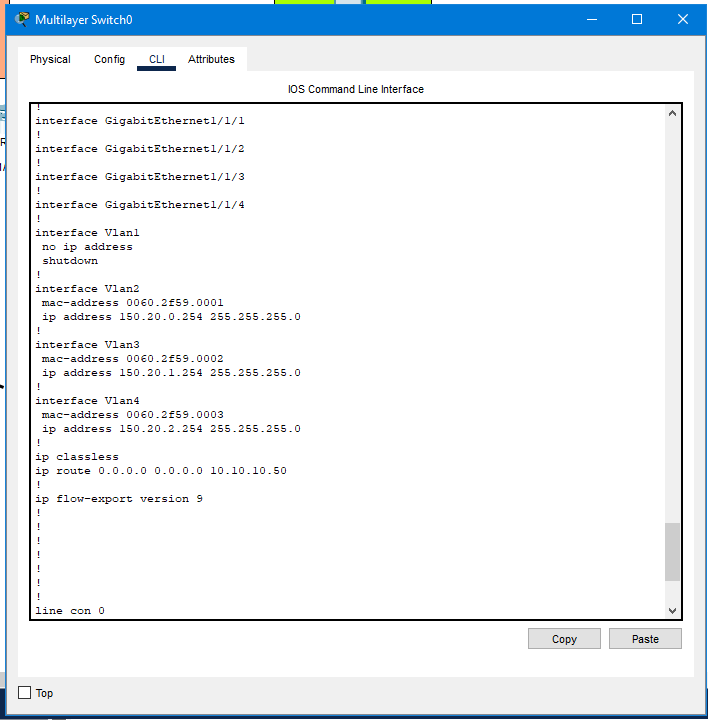 Multilayer Switch0
Physical Config CLI Attributes
IOS Command Line Interface
!
interface GigabitEthernet1/1/1
!
interface GigabitEthernet1/1/2
!
interface GigabitEthernet1/1/3
!
interface GigabitEthernet1/1/4
!
interface Vlan1
no ip address
shutdown
!
interface Vlan2
mac-address 0060.2f59.0001
ip address 150.20.0.254 255.255.255.0
!
interface Vlan3
mac-address 0060.2f59.0002
ip address 150.20.1.254 255.255.255.0
!
interface Vlan4
mac-address 0060.2f59.0003
ip address 150.20.2.254 255.255.255.0
!
ip classless
ip route 0.0.0.0 0.0.0.0 10.10.10.50
!
ip flow-export version 9
!
!
!
!
!
!
!
line con 0
Copy Paste
Top